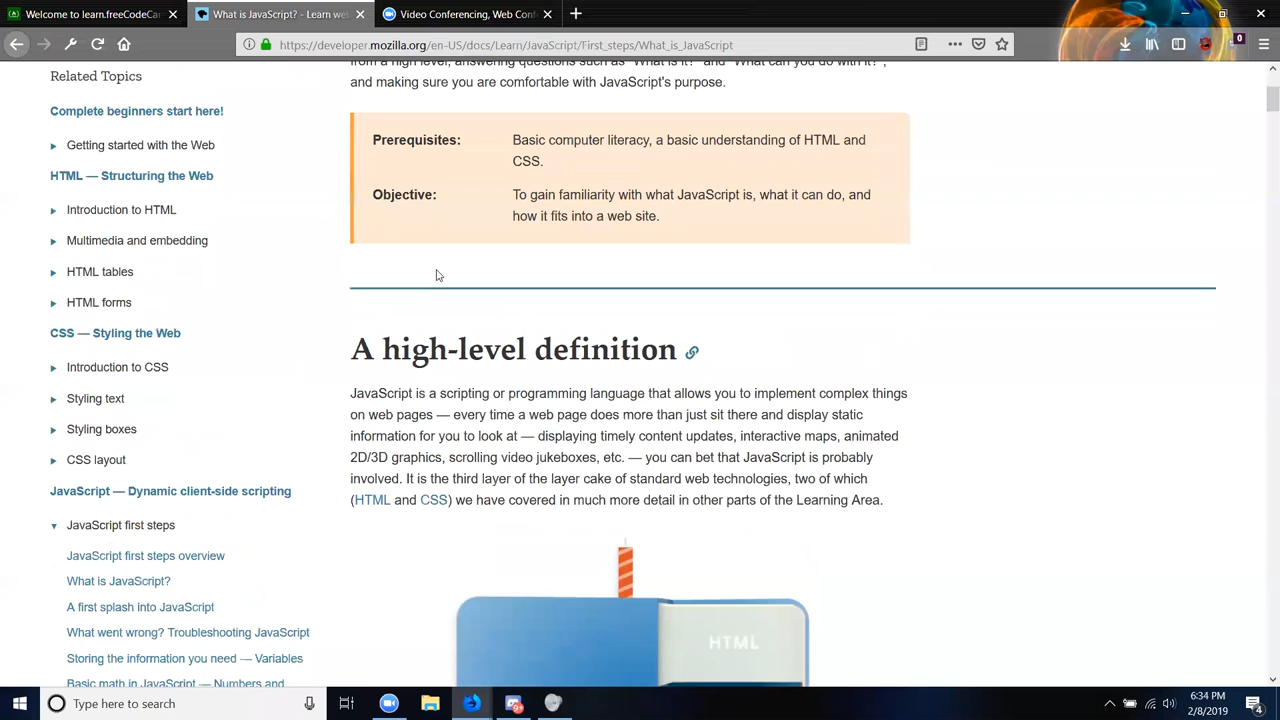 Welcome to learn.freeCodeCa
What is JavaScript? - Learn we
Video Conferencing, Web Conf
https://developer.mozilla.org/en-US/docs/Learn/JavaScript/First_steps/What_is_JavaScript
0
Related Topics
Complete beginners start here!
Getting started with the Web
HTML — Structuring the Web
Introduction to HTML
Multimedia and embedding
HTML tables
HTML forms
CSS — Styling the Web
Introduction to CSS
Styling text
Styling boxes
CSS layout
JavaScript — Dynamic client-side scripting
JavaScript first steps
JavaScript first steps overview
What is JavaScript?
A first splash into JavaScript
What went wrong? Troubleshooting JavaScript
Storing the information you need — Variables
Basic math in JavaScript — Numbers and
from a high level, answering questions such as "What is it?" and "What can you do with it?",
and making sure you are comfortable with JavaScript's purpose.
Prerequisites: Basic computer literacy, a basic understanding of HTML and
CSS.
Objective: To gain familiarity with what JavaScript is, what it can do, and
how it fits into a web site.
A high-level definition
JavaScript is a scripting or programming language that allows you to implement complex things
on web pages — every time a web page does more than just sit there and display static
information for you to look at — displaying timely content updates, interactive maps, animated
2D/3D graphics, scrolling video jukeboxes, etc. — you can bet that JavaScript is probably
involved. It is the third layer of the layer cake of standard web technologies, two of which
(HTML and CSS) we have covered in much more detail in other parts of the Learning Area.
HTML
Type here to search
6:34 PM
2/8/2019